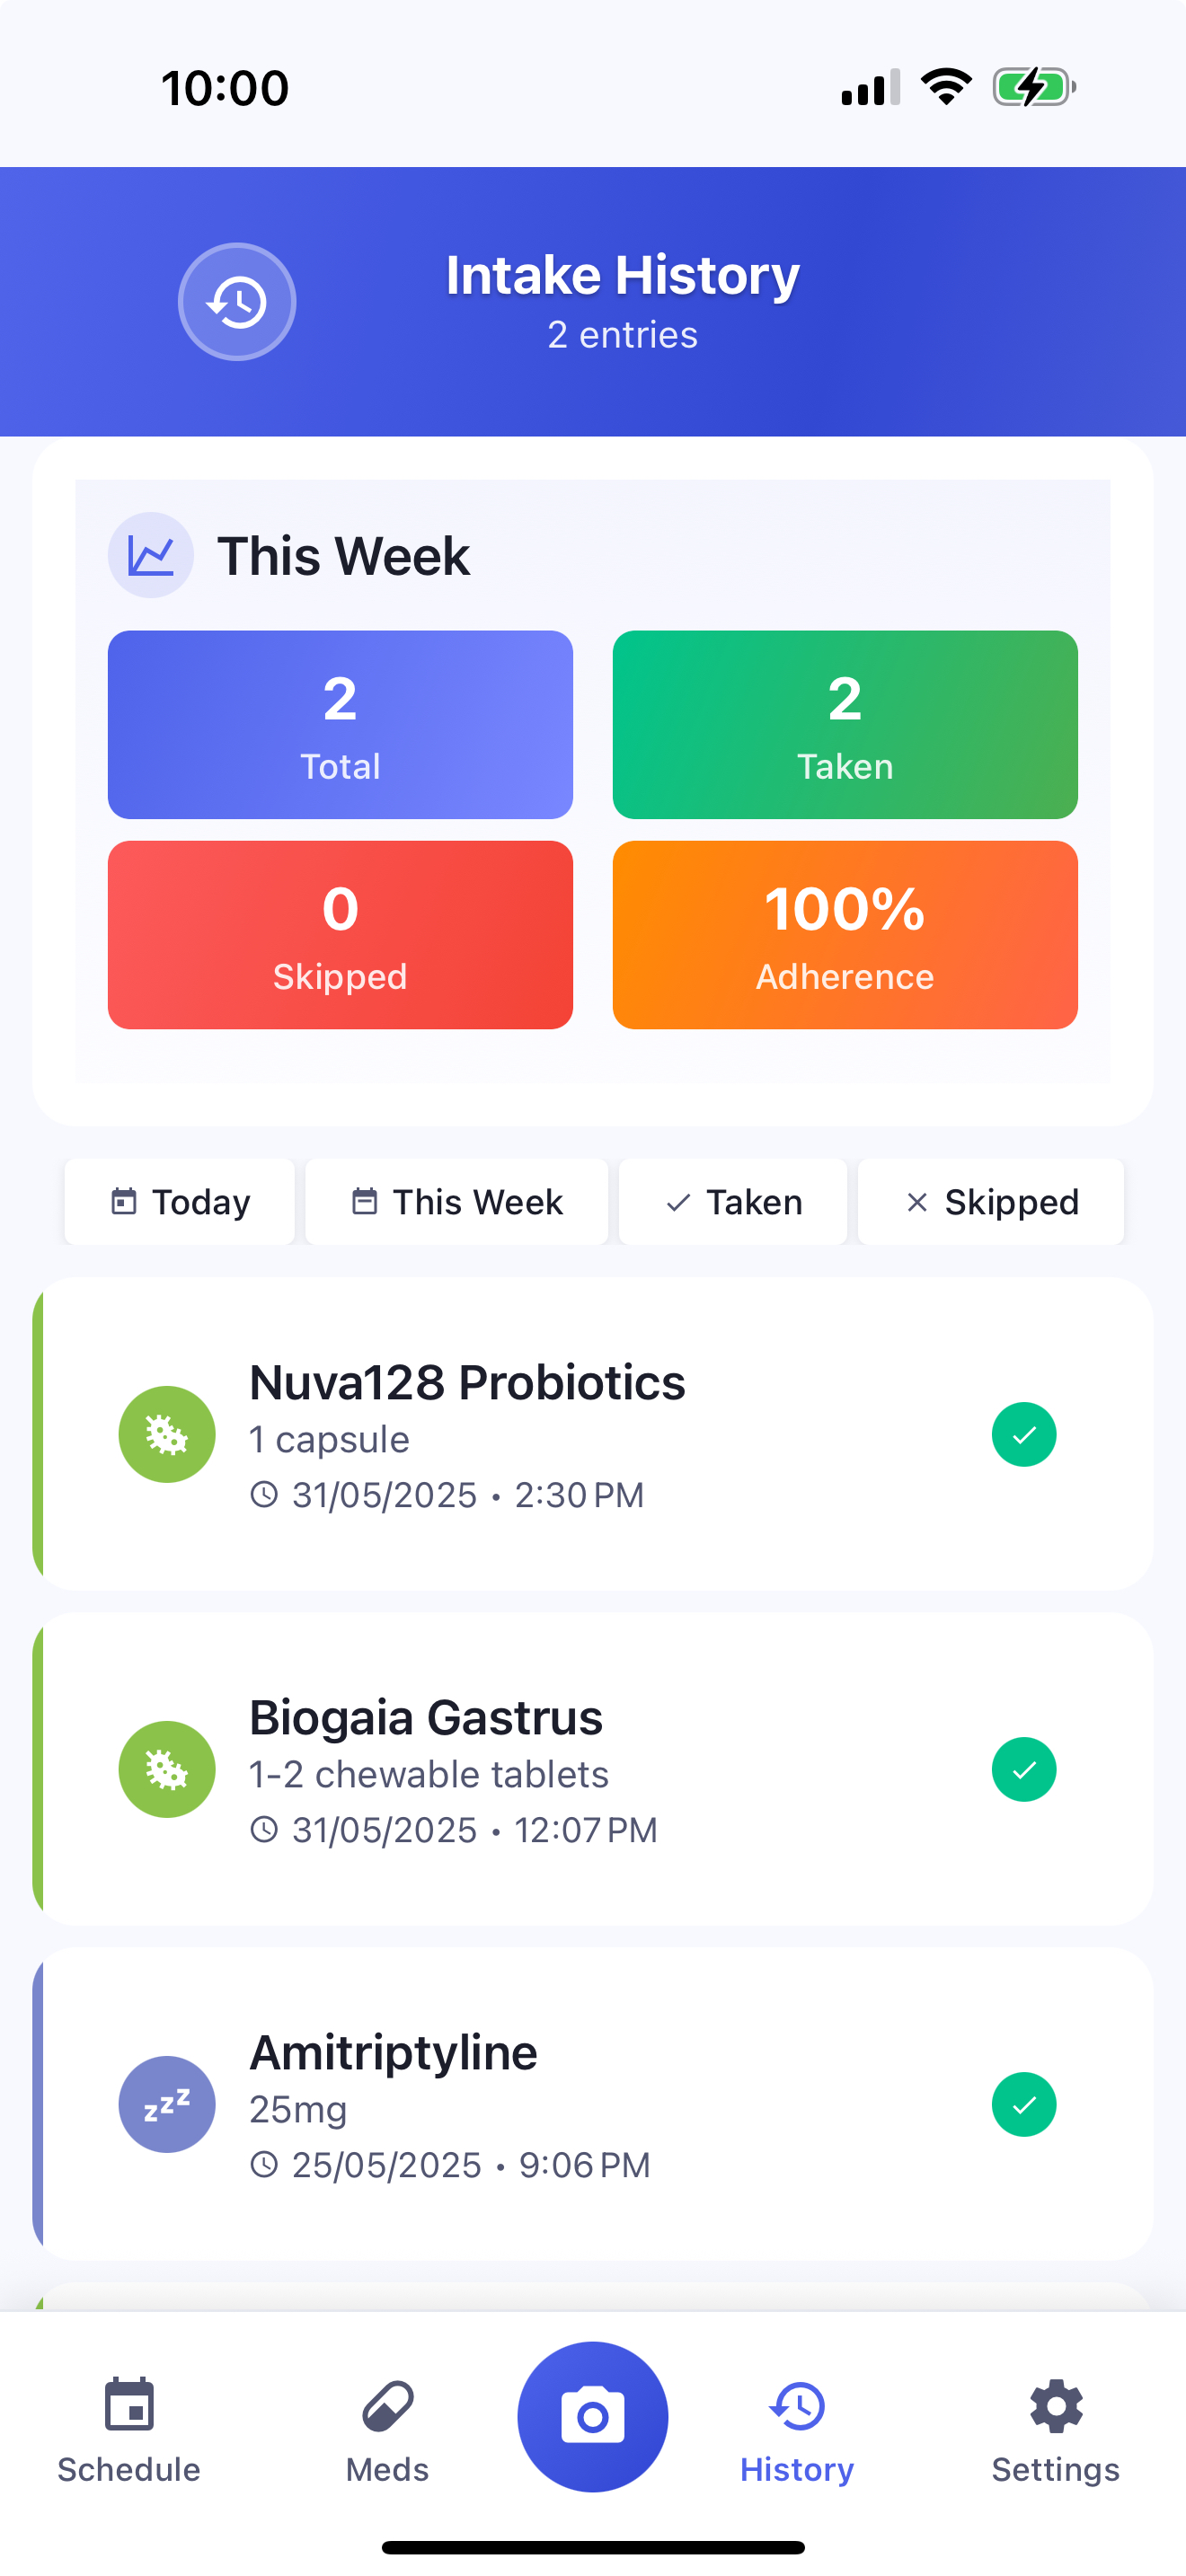 10:00
Intake History
2 entries
This Week
2
Total
2
Taken
0
Skipped
100%
Adherence
Today
This Week
Taken
Skipped
Nuva128 Probiotics
1 capsule
31/05/2025 • 2:30 PM
Biogaia Gastrus
1-2 chewable tablets
31/05/2025 • 12:07 PM
zzz
Amitriptyline
25mg
25/05/2025 • 9:06 PM
Schedule
Meds
History
Settings